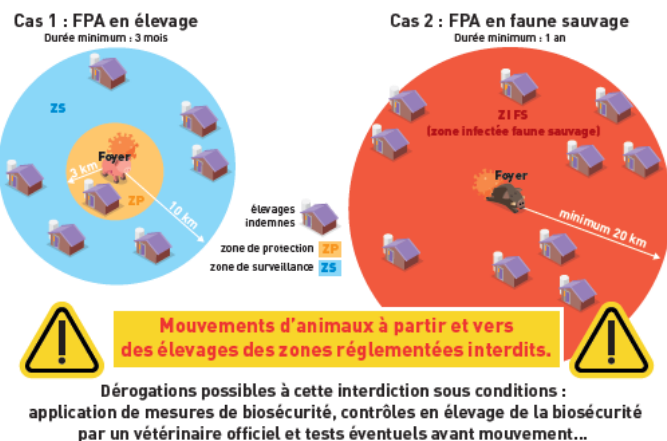 Cas 1 : FPA en élevage
Durée minimum : 3 mois
ZS
Foyer
3 km
ZP
10 km
élevages
indemnes
zone de protection ZP
zone de surveillance ZS
Cas 2 : FPA en faune sauvage
Durée minimum : 1 an
ZIFS
(zone infectée faune sauvage)
Foyer
minimum 20 km
Mouvements d'animaux à partir et vers
des élevages des zones réglementées interdits.
Dérogations possibles à cette interdiction sous conditions :
application de mesures de biosécurité, contrôles en élevage de la biosécurité
par un vétérinaire officiel et tests éventuels avant mouvement...